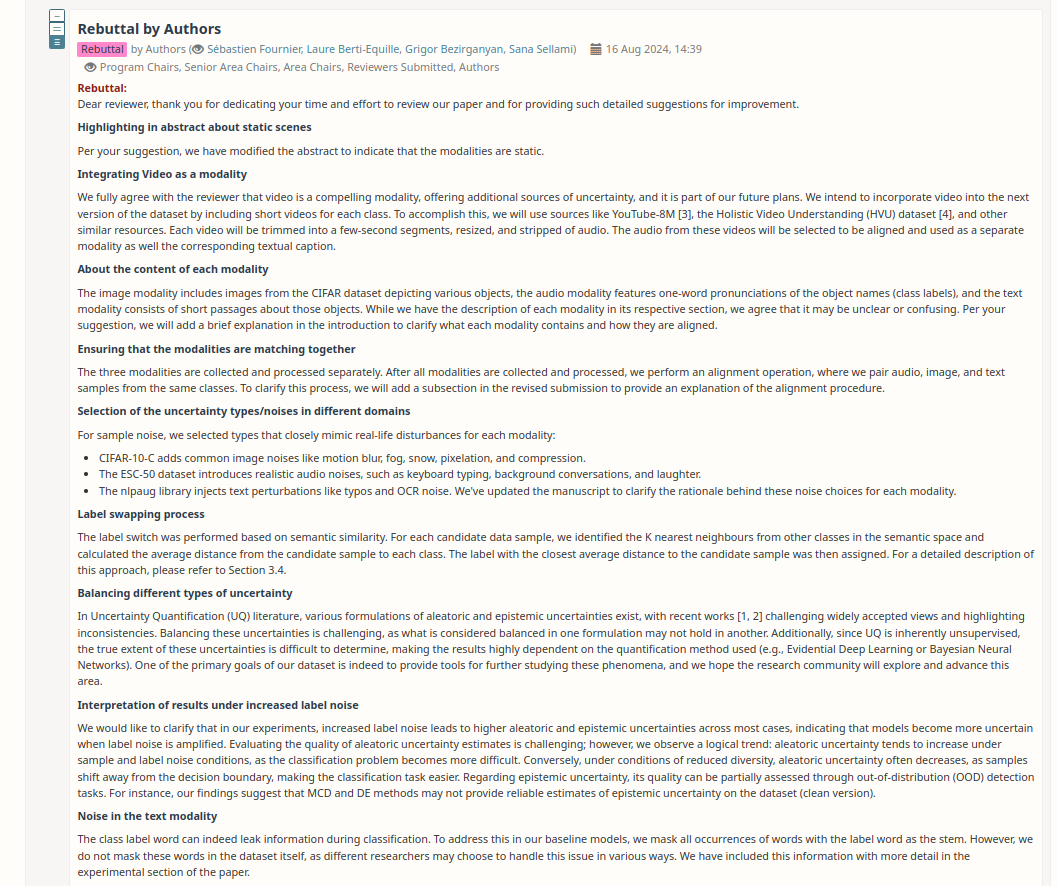 Rebuttal by Authors
Rebuttal by Authors (Sébastien Fournier, Laure Berti-Equille, Grigor Bezirganyan, Sana Sellami) 16 Aug 2024, 14:39
Program Chairs, Senior Area Chairs, Area Chairs, Reviewers Submitted, Authors
Rebuttal:
Dear reviewer, thank you for dedicating your time and effort to review our paper and for providing such detailed suggestions for improvement.
Highlighting in abstract about static scenes
Per your suggestion, we have modified the abstract to indicate that the modalities are static.
Integrating Video as a modality
We fully agree with the reviewer that video is a compelling modality, offering additional sources of uncertainty, and it is part of our future plans. We intend to incorporate video into the next
version of the dataset by including short videos for each class. To accomplish this, we will use sources like YouTube-8M [3], the Holistic Video Understanding (HVU) dataset [4], and other
similar resources. Each video will be trimmed into a few-second segments, resized, and stripped of audio. The audio from these videos will be selected to be aligned and used as a separate
modality as well the corresponding textual caption.
About the content of each modality
The image modality includes images from the CIFAR dataset depicting various objects, the audio modality features one-word pronunciations of the object names (class labels), and the text
modality consists of short passages about those objects. While we have the description of each modality in its respective section, we agree that it may be unclear or confusing. Per your
suggestion, we will add a brief explanation in the introduction to clarify what each modality contains and how they are aligned.
Ensuring that the modalities are matching together
The three modalities are collected and processed separately. After all modalities are collected and processed, we perform an alignment operation, where we pair audio, image, and text
samples from the same classes. To clarify this process, we will add a subsection in the revised submission to provide an explanation of the alignment procedure.
Selection of the uncertainty types/noises in different domains
For sample noise, we selected types that closely mimic real-life disturbances for each modality:
• CIFAR-10-C adds common image noises like motion blur, fog, snow, pixelation, and compression.
• The ESC-50 dataset introduces realistic audio noises, such as keyboard typing, background conversations, and laughter.
• The nlpaug library injects text perturbations like typos and OCR noise. We've updated the manuscript to clarify the rationale behind these noise choices for each modality.
Label swapping process
The label switch was performed based on semantic similarity. For each candidate data sample, we identified the K nearest neighbours from other classes in the semantic space and
calculated the average distance from the candidate sample to each class. The label with the closest average distance to the candidate sample was then assigned. For a detailed description of
this approach, please refer to Section 3.4.
Balancing different types of uncertainty
In Uncertainty Quantification (UQ) literature, various formulations of aleatoric and epistemic uncertainties exist, with recent works [1, 2] challenging widely accepted views and highlighting
inconsistencies. Balancing these uncertainties is challenging, as what is considered balanced in one formulation may not hold in another. Additionally, since UQ is inherently unsupervised,
the true extent of these uncertainties is difficult to determine, making the results highly dependent on the quantification method used (e.g., Evidential Deep Learning or Bayesian Neural
Networks). One of the primary goals of our dataset is indeed to provide tools for further studying these phenomena, and we hope the research community will explore and advance this
area.
Interpretation of results under increased label noise
We would like to clarify that in our experiments, increased label noise leads to higher aleatoric and epistemic uncertainties across most cases, indicating that models become more uncertain
when label noise is amplified. Evaluating the quality of aleatoric uncertainty estimates is challenging; however, we observe a logical trend: aleatoric uncertainty tends to increase under
sample and label noise conditions, as the classification problem becomes more difficult. Conversely, under conditions of reduced diversity, aleatoric uncertainty often decreases, as samples
shift away from the decision boundary, making the classification task easier. Regarding epistemic uncertainty, its quality can be partially assessed through out-of-distribution (OOD) detection
tasks. For instance, our findings suggest that MCD and DE methods may not provide reliable estimates of epistemic uncertainty on the dataset (clean version).
Noise in the text modality
The class label word can indeed leak information during classification. To address this in our baseline models, we mask all occurrences of words with the label word as the stem. However, we
do not mask these words in the dataset itself, as different researchers may choose to handle this issue in various ways. We have included this information with more detail in the
experimental section of the paper.